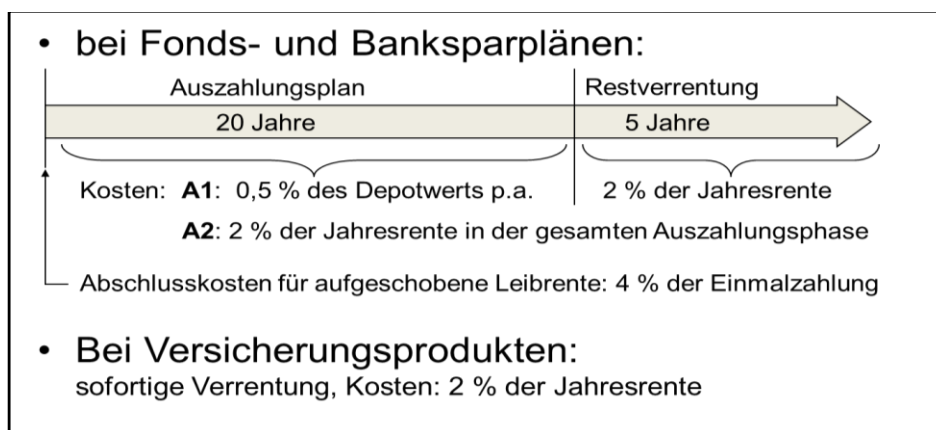 • bei Fonds- und Banksparplänen:
Auszahlungsplan Restverrentung
20 Jahre 5 Jahre
Kosten: A1: 0,5 % des Depotwerts p.a. 2 % der Jahresrente
A2: 2 % der Jahresrente in der gesamten Auszahlungsphase
Abschlusskosten für aufgeschobene Leibrente: 4 % der Einmalzahlung
• Bei Versicherungsprodukten:
sofortige Verrentung, Kosten: 2 % der Jahresrente